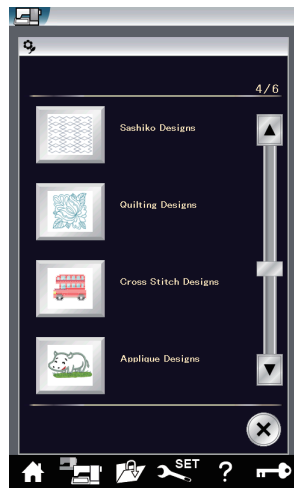 4/6
Sashiko Designs
Quilting Designs
Cross Stitch Designs
Applique Designs
SET
?